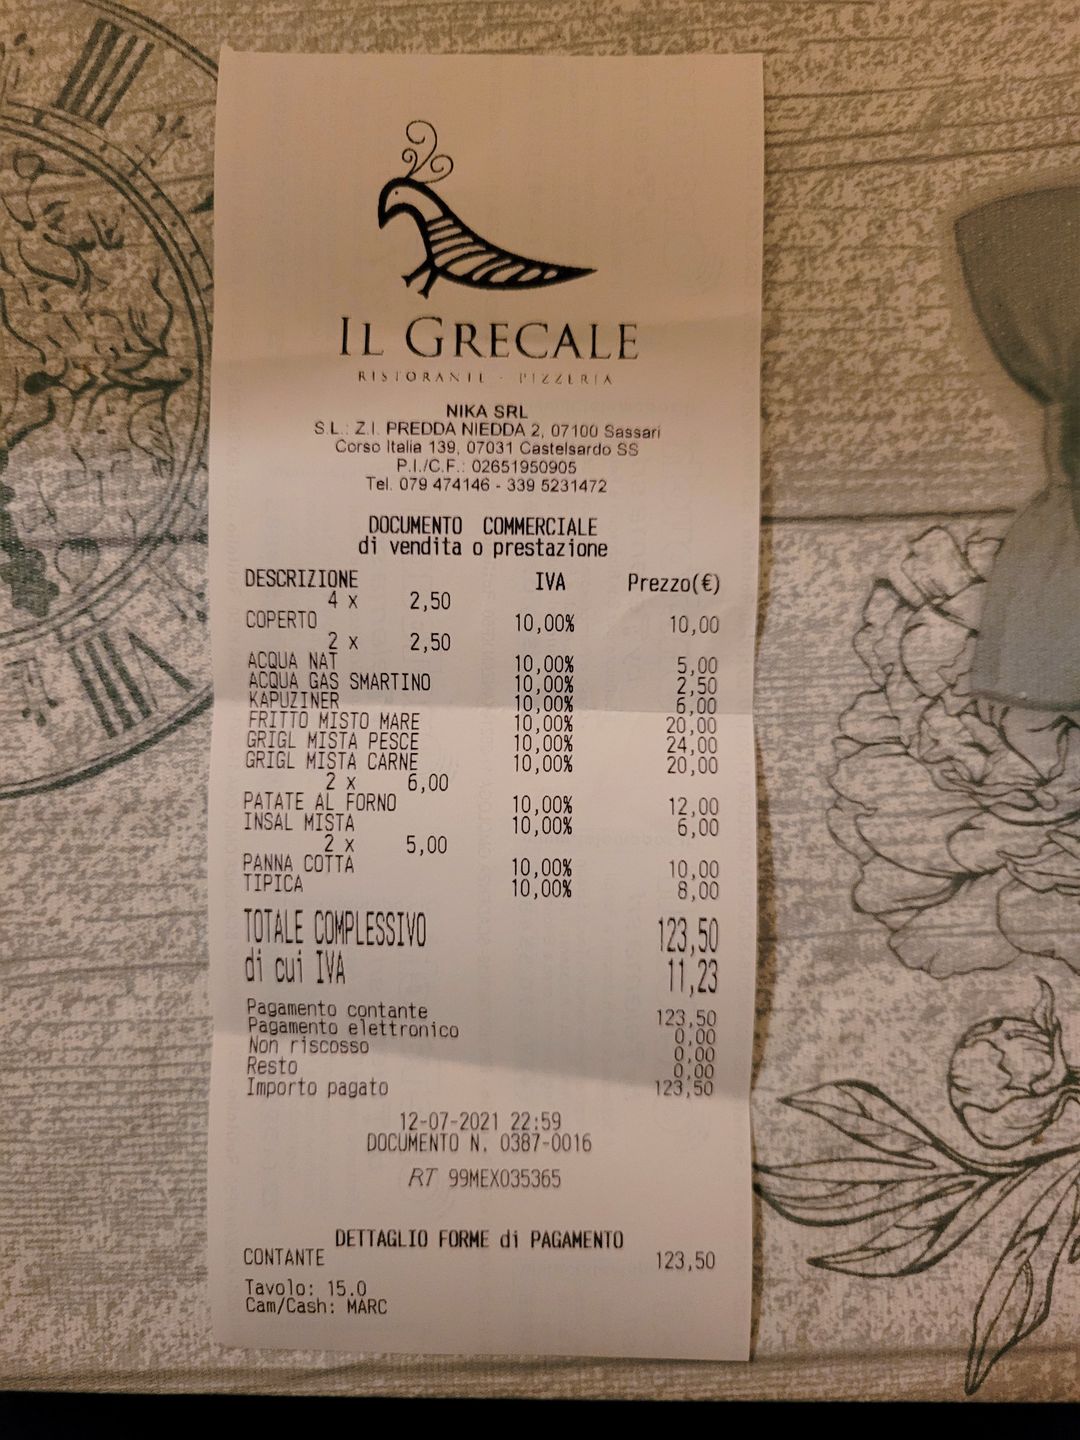 IL GRECALE
RISTORANTE - PIZZERIA
NIKA SRL
S.L.: Z.I. PREDDA NIEDDA 2, 07100 Sassari
Corso Italia 139, 07031 Castelsardo SS
P.I./C.F.: 02651950905
Tel. 079 474146 - 339 5231472
DOCUMENTO COMMERCIALE
di vendita o prestazione
DESCRIZIONE IVA Prezzo(€)
4 x 2,50
COPERTO 10,00% 10,00
2 x 2,50
ACQUA NAT 10,00% 5,00
ACQUA GAS SMARTINO 10,00% 2,50
KAPUZINER 10,00% 6,00
FRITTO MISTO MARE 10,00% 20,00
GRIGL MISTA PESCE 10,00% 24,00
GRIGL MISTA CARNE 10,00% 20,00
2 x 6,00
PATATE AL FORNO 10,00% 12,00
INSAL MISTA 10,00% 6,00
2 x 5,00
PANNA COTTA 10,00% 10,00
TIPICA 10,00% 8,00
TOTALE COMPLESSIVO 123,50
di cui IVA 11,23
Pagamento contante 123,50
Pagamento elettronico 0,00
Non riscosso 0,00
Resto 0,00
Importo pagato 123,50
12-07-2021 22:59
DOCUMENTO N. 0387-0016
RT 99MEX035365
DETTAGLIO FORME di PAGAMENTO
CONTANTE 123,50
Tavolo: 15.0
Cam/Cash: MARC